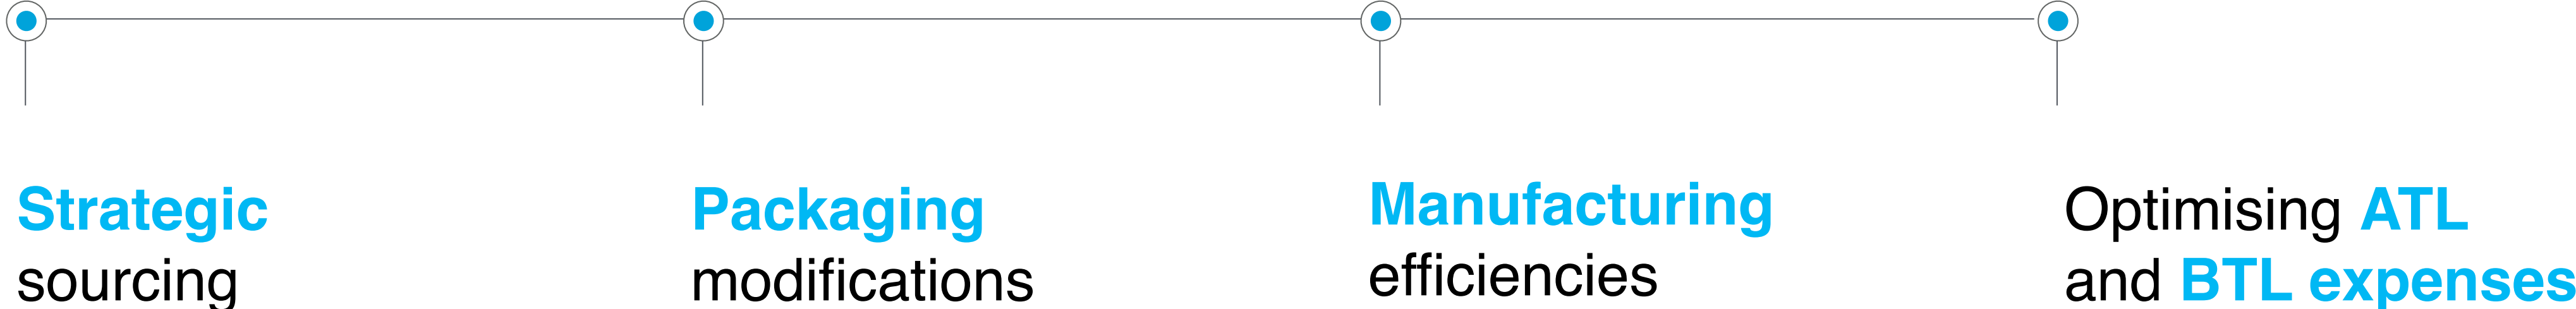 Strategic
sourcing
Packaging
modifications
Manufacturing
efficiencies
Optimising ATL
and BTL expenses